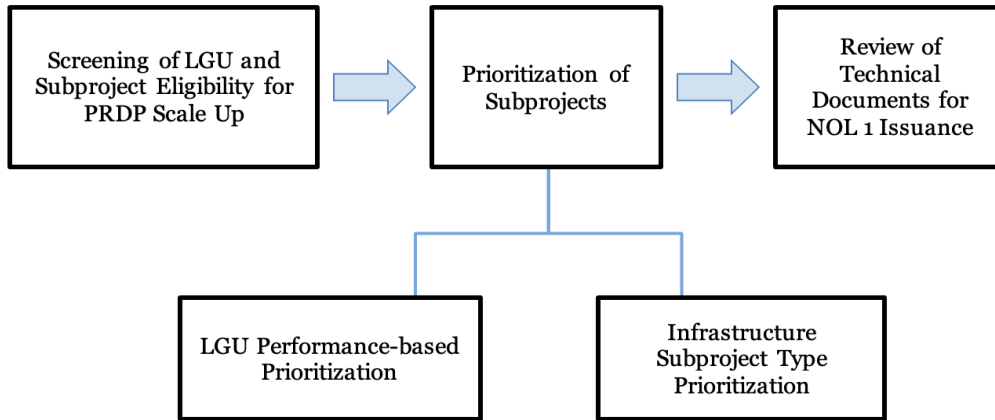 Screening of LGU and
Subproject Eligibility for
PRDP Scale Up
Prioritization of
Subprojects
Review of
Technical
Documents for
NOL 1 Issuance
LGU Performance-based
Prioritization
Infrastructure
Subproject Type
Prioritization